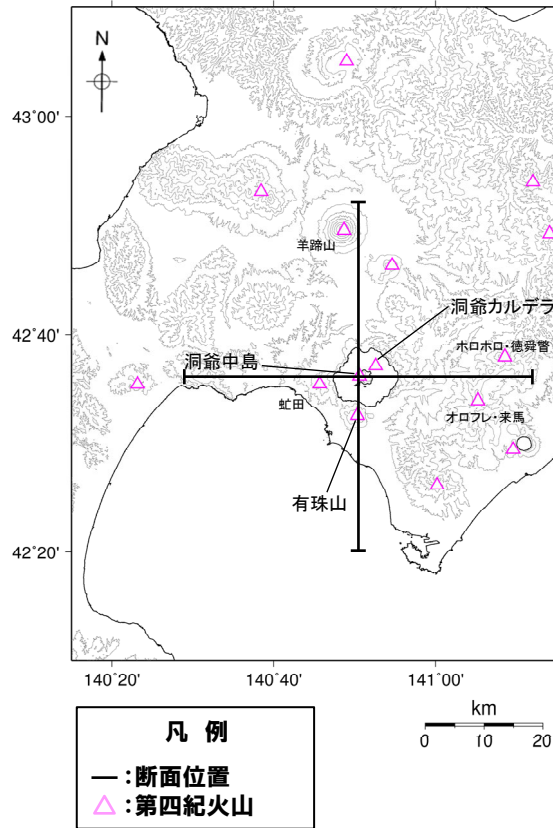 N
43°00'
羊蹄山
洞爺カルデラ
42°40'
洞爺中島
ホロホロ・徳舜瞥
虻田
オロフレ・来馬
有珠山
42°20'
140°20'
140°40'
141°00'
km
0 10 20
凡 例
:断面位置
:第四紀火山